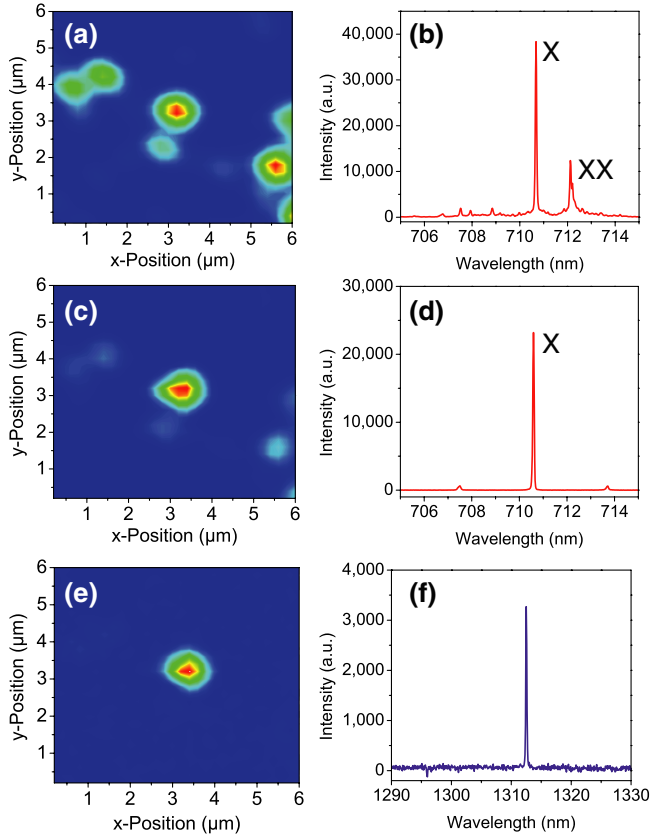 (a)
y-Position (µm)
6
5
4
3
2
1
1 2 3 4 5 6
x-Position (µm)
(b)
X
XX
Intensity (a.u.)
40,000
30,000
20,000
10,000
0
706 708 710 712 714
Wavelength (nm)
(c)
y-Position (µm)
6
5
4
3
2
1
1 2 3 4 5 6
x-Position (µm)
(d)
X
Intensity (a.u.)
30,000
20,000
10,000
0
706 708 710 712 714
Wavelength (nm)
(e)
y-Position (µm)
6
5
4
3
2
1
1 2 3 4 5 6
x-Position (µm)
(f)
Intensity (a.u.)
4,000
3,000
2,000
1,000
0
1290 1300 1310 1320 1330
Wavelength (nm)